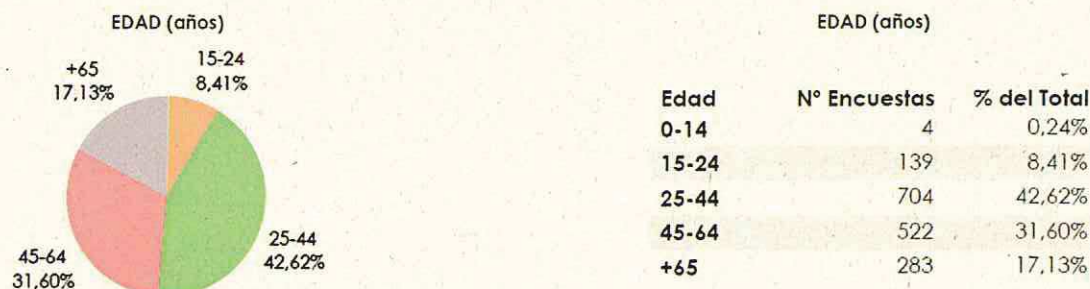 EDAD (años)
15-24
8,41%
+65
17,13%
25-44
42,62%
45-64
31,60%
EDAD (años)
Edad Nº Encuestas % del Total
0-14 4 0,24%
15-24 139 8,41%
25-44 704 42,62%
45-64 522 31,60%
+65 283 17,13%